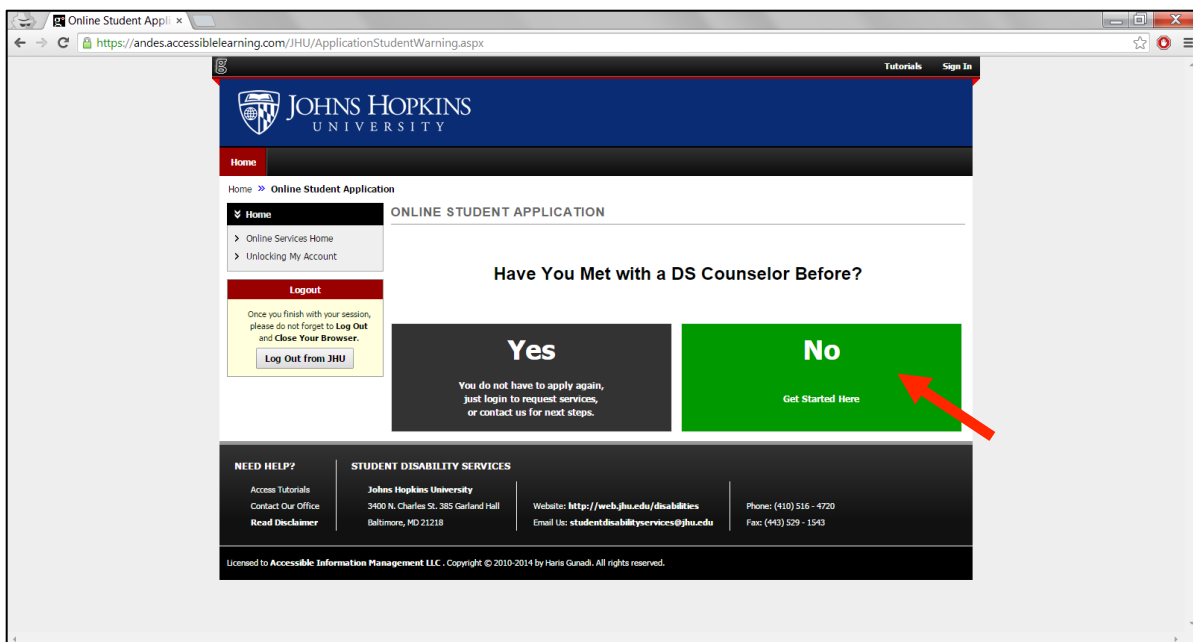 Online Student Appli
https://andes.accessiblelearning.com/JHU/ApplicationStudentWarning.aspx
Tutorials Sign In
JOHNS HOPKINS
UNIVERSITY
Home
Home » Online Student Application
Home
Online Services Home
Unlocking My Account
Logout
Once you finish with your session,
please do not forget to Log Out
and Close Your Browser.
Log Out from JHU
ONLINE STUDENT APPLICATION
Have You Met with a DS Counselor Before?
Yes
You do not have to apply again,
just login to request services,
or contact us for next steps.
No
Get Started Here
NEED HELP?
Access Tutorials
Contact Our Office
Read Disclaimer
STUDENT DISABILITY SERVICES
Johns Hopkins University
3400 N. Charles St. 385 Garland Hall
Baltimore, MD 21218
Website: http://web.jhu.edu/disabilities
Email Us: studentdisabilityservices@jhu.edu
Phone: (410) 516 - 4720
Fax: (443) 529 - 1543
Licensed to Accessible Information Management LLC . Copyright © 2010-2014 by Haris Gunadi. All rights reserved.